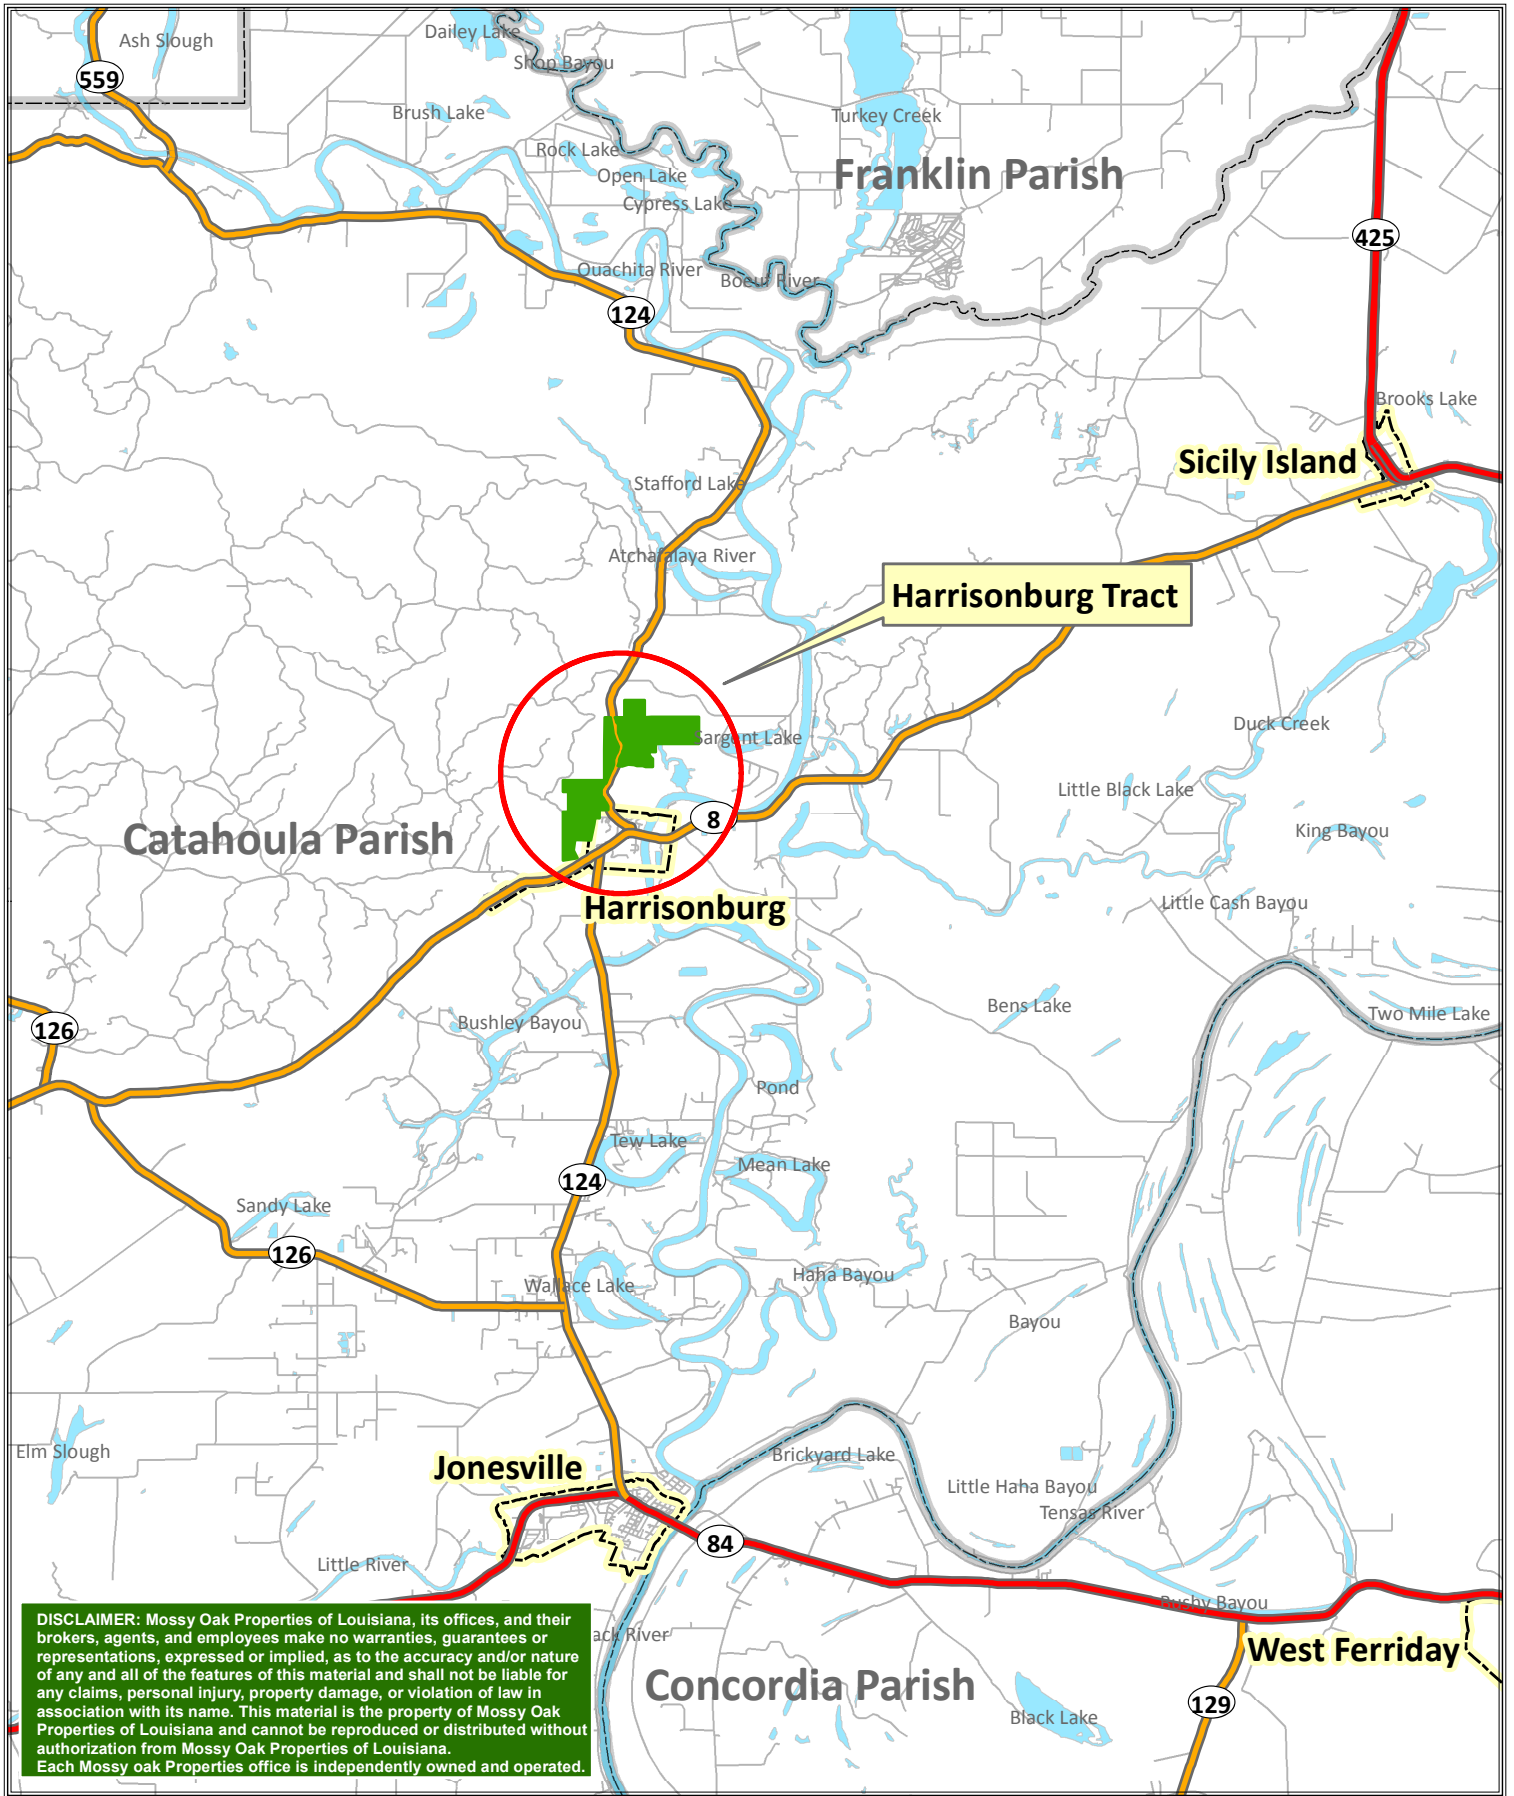 Ash Slough
Dailey Lake
Shop Bayou
559
Brush Lake
Turkey Creek
Rock Lake
Open Lake
Franklin Parish
Cypress Lake
425
Ouachita River
Boeuf River
124
Brooks Lake
Sicily Island
Stafford Lake
Atchafalaya River
Harrisonburg Tract
Duck Creek
Sargent Lake
Little Black Lake
8
King Bayou
Catahoula Parish
Little Cash Bayou
Harrisonburg
Bens Lake
Two Mile Lake
126
Bushley Bayou
Pond
Tew Lake
Mean Lake
124
Sandy Lake
126
Haha Bayou
Wallace Lake
Bayou
Elm Slough
Brickyard Lake
Jonesville
Little Haha Bayou
Tensas River
84
Little River
Bushy Bayou
DISCLAIMER: Mossy Oak Properties of Louisiana, its offices, and their
brokers, agents, and employees make no warranties, guarantees or
representations, expressed or implied, as to the accuracy and/or nature
of any and all of the features of this material and shall not be liable for
any claims, personal injury, property damage, or violation of law in
association with its name. This material is the property of Mossy Oak
Properties of Louisiana and cannot be reproduced or distributed without
authorization from Mossy Oak Properties of Louisiana.
Each Mossy oak Properties office is independently owned and operated.
River
West Ferriday
Concordia Parish
129
Black Lake